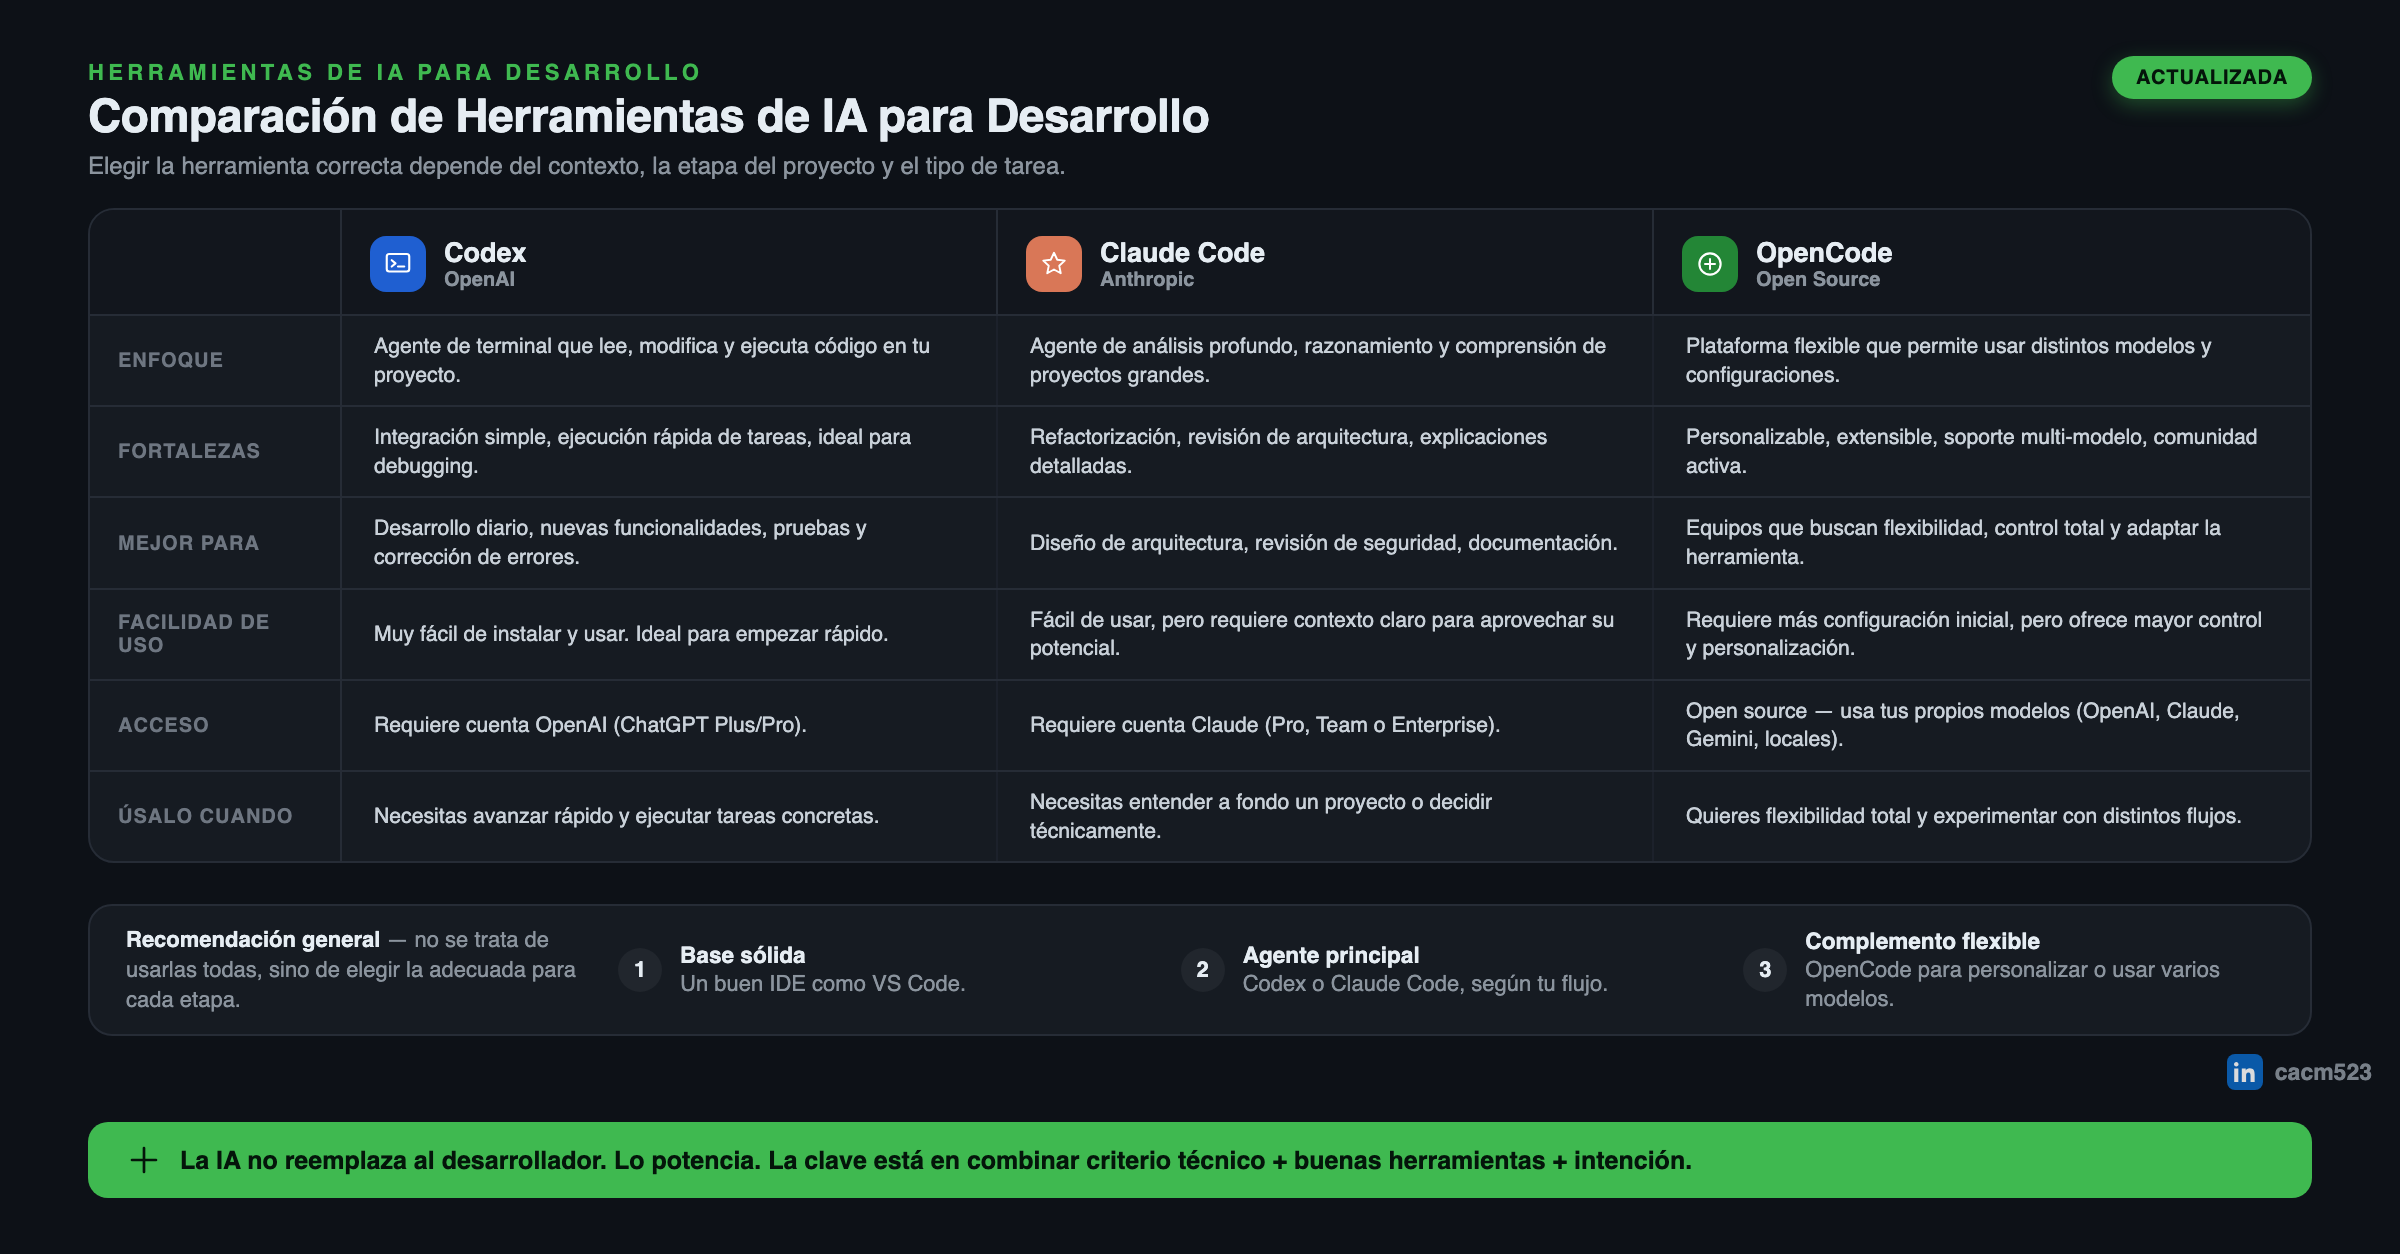 HERRAMIENTAS DE IA PARA DESARROLLO
ACTUALIZADA
Comparación de Herramientas de IA para Desarrollo
Elegir la herramienta correcta depende del contexto, la etapa del proyecto y el tipo de tarea.
Codex
OpenAI
Claude Code
Anthropic
OpenCode
Open Source
ENFOQUE
Agente de terminal que lee, modifica y ejecuta código en tu
proyecto.
Agente de análisis profundo, razonamiento y comprensión de
proyectos grandes.
Plataforma flexible que permite usar distintos modelos y
configuraciones.
FORTALEZAS
Integración simple, ejecución rápida de tareas, ideal para
debugging.
Refactorización, revisión de arquitectura, explicaciones
detalladas.
Personalizable, extensible, soporte multi-modelo, comunidad
activa.
MEJOR PARA
Desarrollo diario, nuevas funcionalidades, pruebas y
corrección de errores.
Diseño de arquitectura, revisión de seguridad, documentación.
Equipos que buscan flexibilidad, control total y adaptar la
herramienta.
FACILIDAD DE
USO
Muy fácil de instalar y usar. Ideal para empezar rápido.
Fácil de usar, pero requiere contexto claro para aprovechar su
potencial.
Requiere más configuración inicial, pero ofrece mayor control
y personalización.
ACCESO
Requiere cuenta OpenAI (ChatGPT Plus/Pro).
Requiere cuenta Claude (Pro, Team o Enterprise).
Open source — usa tus propios modelos (OpenAI, Claude,
Gemini, locales).
ÚSALO CUANDO
Necesitas avanzar rápido y ejecutar tareas concretas.
Necesitas entender a fondo un proyecto o decidir
técnicamente.
Quieres flexibilidad total y experimentar con distintos flujos.
Recomendación general — no se trata de
usarlas todas, sino de elegir la adecuada para
cada etapa.
1
Base sólida
Un buen IDE como VS Code.
2
Agente principal
Codex o Claude Code, según tu flujo.
3
Complemento flexible
OpenCode para personalizar o usar varios
modelos.
in cacm523
+ La IA no reemplaza al desarrollador. Lo potencia. La clave está en combinar criterio técnico + buenas herramientas + intención.